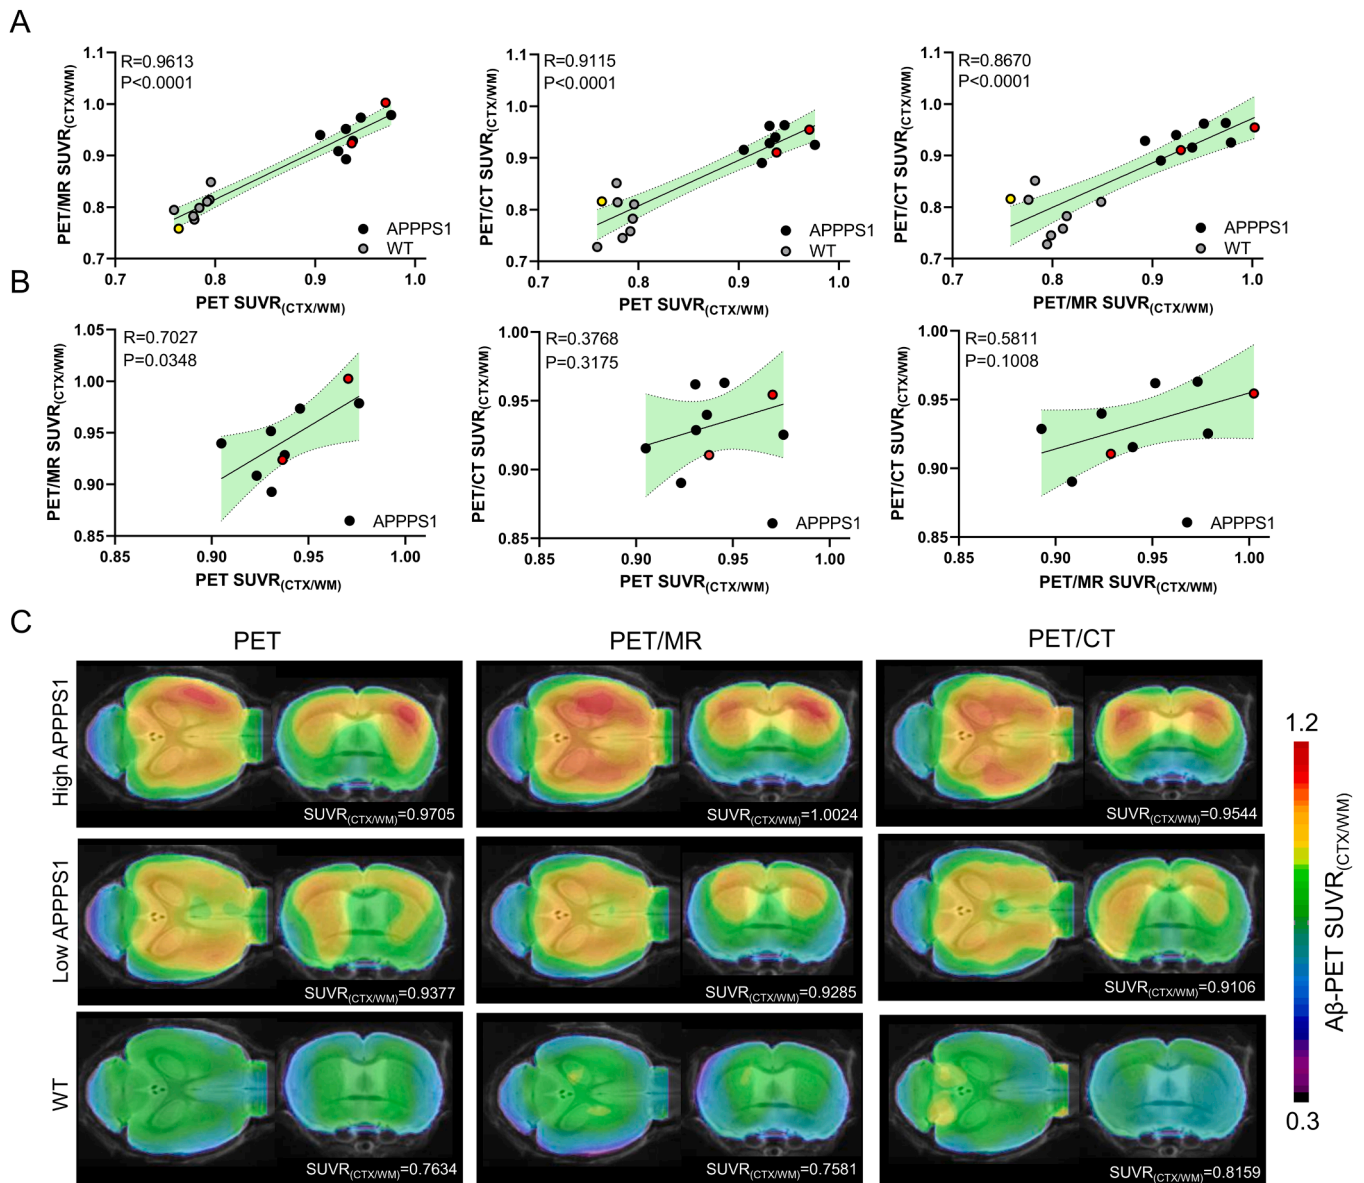 A
R=0.9613
P<0.0001
1.1
1.0
0.9
0.8
0.7
PET/MR SUVR(CTX/WM)
APPPS1
WT
0.7 0.8 0.9 1.0
PET SUVR(CTX/WM)
R=0.9115
P<0.0001
1.1
1.0
0.9
0.8
0.7
PET/CT SUVR(CTX/WM)
APPPS1
WT
0.7 0.8 0.9 1.0
PET SUVR(CTX/WM)
R=0.8670
P<0.0001
1.1
1.0
0.9
0.8
0.7
PET/CT SUVR(CTX/WM)
APPPS1
WT
0.7 0.8 0.9 1.0
PET/MR SUVR(CTX/WM)
B
R=0.7027
P=0.0348
1.05
1.00
0.95
0.90
0.85
PET/MR SUVR(CTX/WM)
APPPS1
0.85 0.90 0.95 1.00
PET SUVR(CTX/WM)
R=0.3768
P=0.3175
1.00
0.95
0.90
0.85
PET/CT SUVR(CTX/WM)
APPPS1
0.85 0.90 0.95 1.00
PET SUVR(CTX/WM)
R=0.5811
P=0.1008
1.00
0.95
0.90
0.85
PET/CT SUVR(CTX/WM)
APPPS1
0.85 0.90 0.95 1.00
PET/MR SUVR(CTX/WM)
C
PET PET/MR PET/CT
High APPPS1
SUVR(CTX/WM)=0.9705
SUVR(CTX/WM)=1.0024
SUVR(CTX/WM)=0.9544
Low APPPS1
SUVR(CTX/WM)=0.9377
SUVR(CTX/WM)=0.9285
SUVR(CTX/WM)=0.9106
WT
SUVR(CTX/WM)=0.7634
SUVR(CTX/WM)=0.7581
SUVR(CTX/WM)=0.8159
1.2
Aβ-PET SUVR(CTX/WM)
0.3